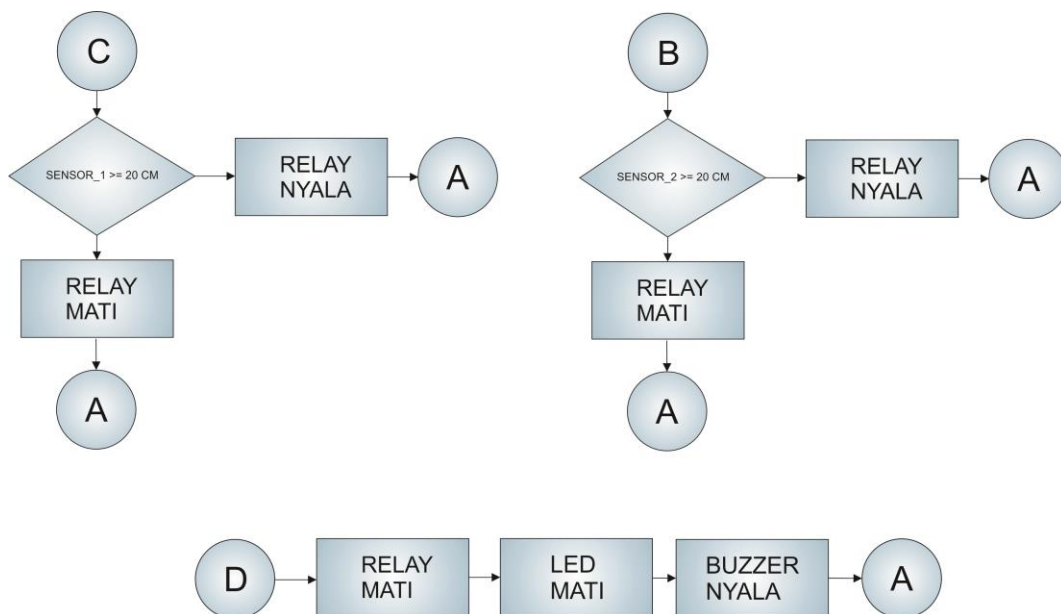 C
SENSOR_1 >= 20 CM
RELAY
NYALA
A
RELAY
MATI
A
B
SENSOR_2 >= 20 CM
RELAY
NYALA
A
RELAY
MATI
A
D
RELAY
MATI
LED
MATI
BUZZER
NYALA
A